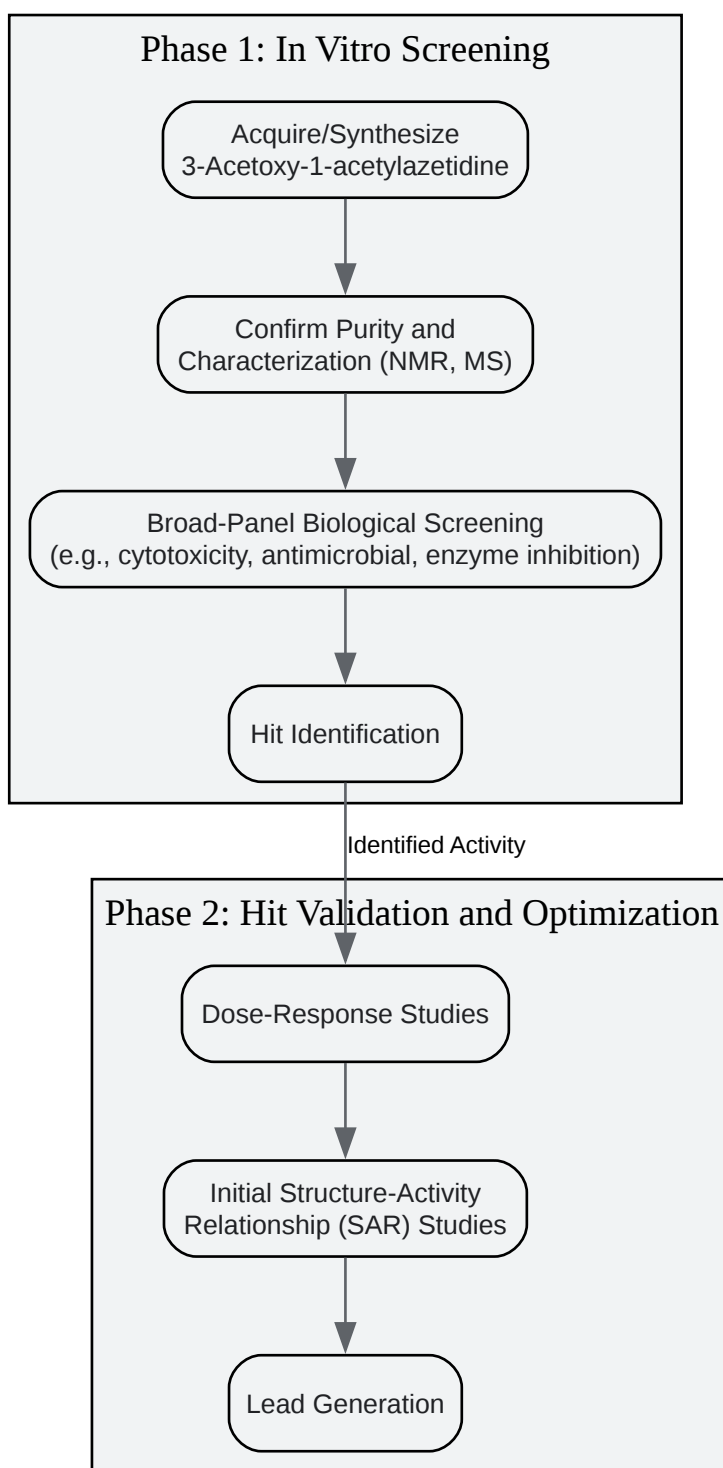 Phase 1: In Vitro Screening
Acquire/Synthesize
3-Acetoxy-1-acetylazetidine
Confirm Purity and
Characterization (NMR, MS)
Broad-Panel Biological Screening
(e.g., cytotoxicity, antimicrobial, enzyme inhibition)
Hit Identification
Identified Activity
Phase 2: Hit Validation and Optimization
Dose-Response Studies
Initial Structure-Activity
Relationship (SAR) Studies
Lead Generation